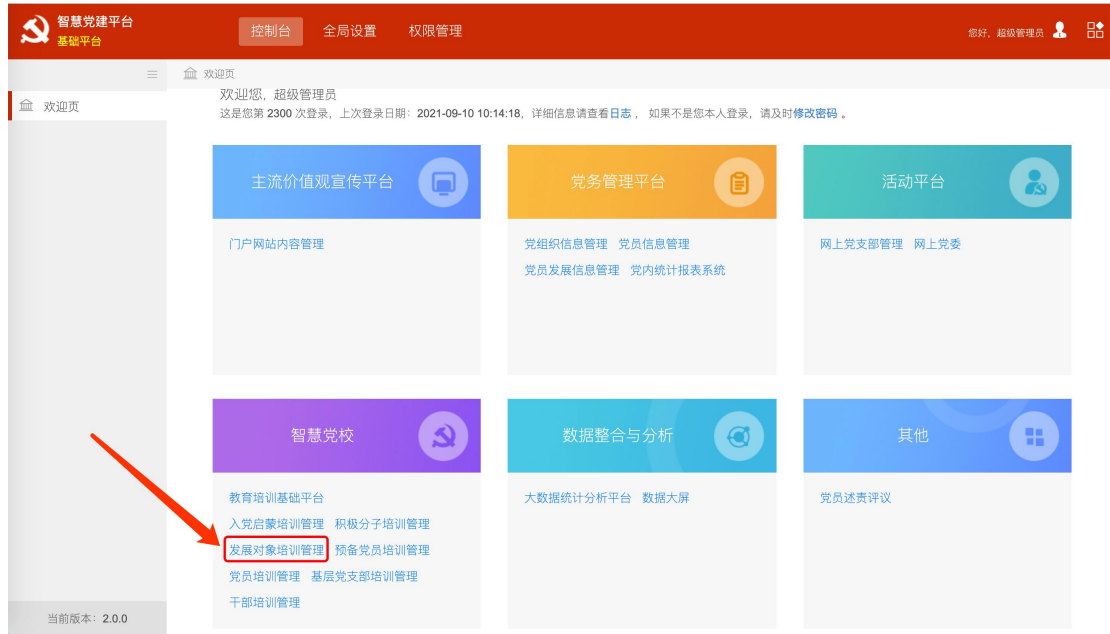 智慧党建平台
基础平台
控制台 全局设置 权限管理
您好，超级管理员
欢迎页
欢迎页
欢迎您，超级管理员
这是您第 2300 次登录，上次登录日期：2021-09-10 10:14:18，详细信息请查看日志 ，如果不是您本人登录，请及时修改密码 。
主流价值观宣传平台
门户网站内容管理
党务管理平台
党组织信息管理 党员信息管理
党员发展信息管理 党内统计报表系统
活动平台
网上党支部管理 网上党委
智慧党校
教育培训基础平台
入党启蒙培训管理 积极分子培训管理
发展对象培训管理 预备党员培训管理
党员培训管理 基层党支部培训管理
干部培训管理
数据整合与分析
大数据统计分析平台 数据大屏
其他
党员述责评议
当前版本：2.0.0